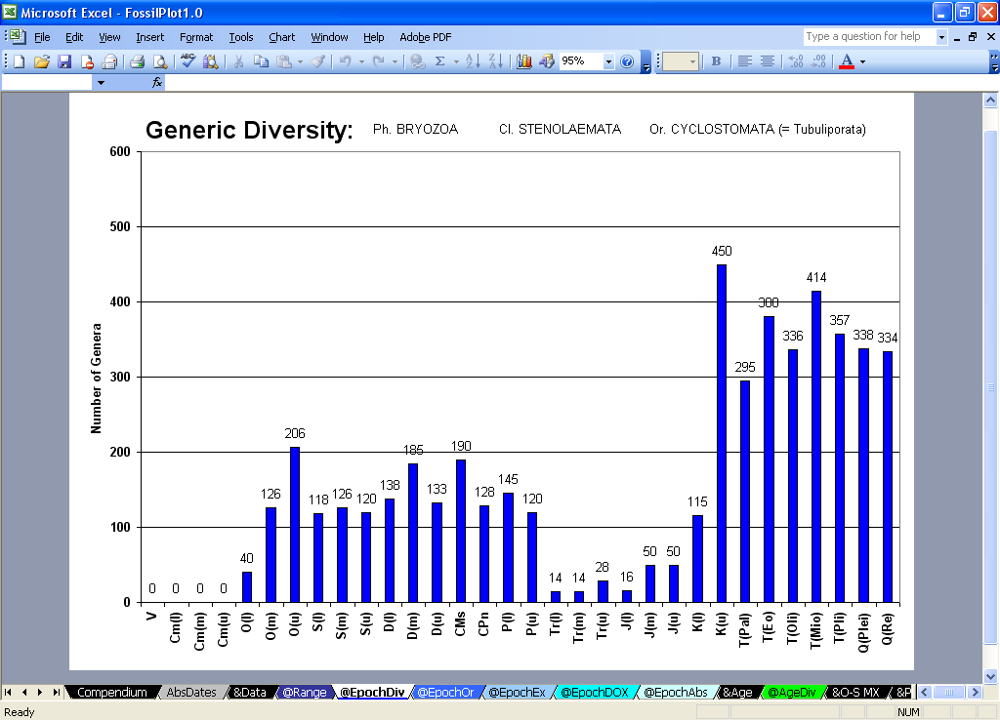 Microsoft Excel - FossilPlot1.0
File Edit View Insert Format Tools Chart Window Help Adobe PDF
Type a question for help
95%
fx
Generic Diversity: Ph. BRYOZOA Cl. STENOLAEMATA Or. CYCLOSTOMATA (= Tubuliporata)
Number of Genera
600
500
400
300
200
100
0
0 0 0 0 40 126 206 118 126 120 138 185 133 190 128 145 120 14 14 28 16 50 50 115 450 295 380 336 414 357 338 334
V Cm(l) Cm(m) Cm(u) O(l) O(m) O(u) S(l) S(m) S(u) D(l) D(m) D(u) CMs CPn P(l) P(u) Tr(l) Tr(m) Tr(u) J(l) J(m) J(u) K(l) K(u) T(Pal) T(Eo) T(Oli) T(Mio) T(Pli) Q(Plei) Q(Re)
Compendium AbsDates &Data @Range @EpochDiv @EpochOr @EpochEx @EpochDOX @EpochAbs &Age @AgeDiv &O-S MX &P
Ready NUM